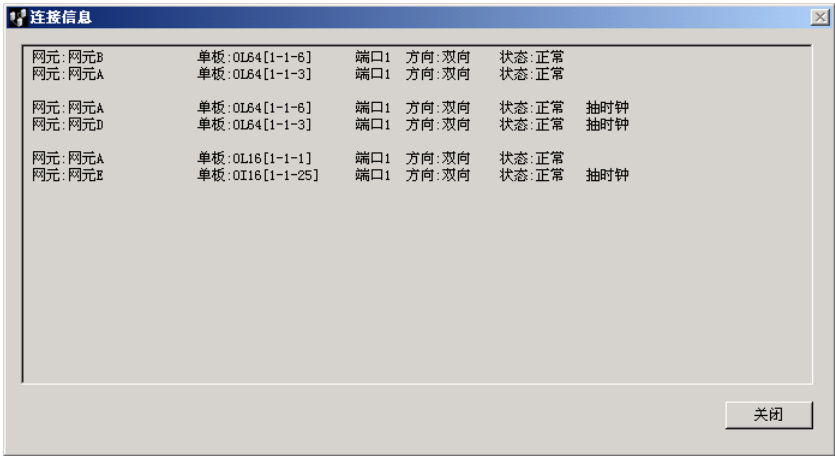 连接信息
网元:网元B 单板:OL64[1-1-6] 端口1 方向:双向 状态:正常
网元:网元A 单板:OL64[1-1-3] 端口1 方向:双向 状态:正常
网元:网元A 单板:OL64[1-1-6] 端口1 方向:双向 状态:正常 抽时钟
网元:网元D 单板:OL64[1-1-3] 端口1 方向:双向 状态:正常 抽时钟
网元:网元A 单板:OL16[1-1-1] 端口1 方向:双向 状态:正常
网元:网元E 单板:OI16[1-1-25] 端口1 方向:双向 状态:正常 抽时钟
关闭